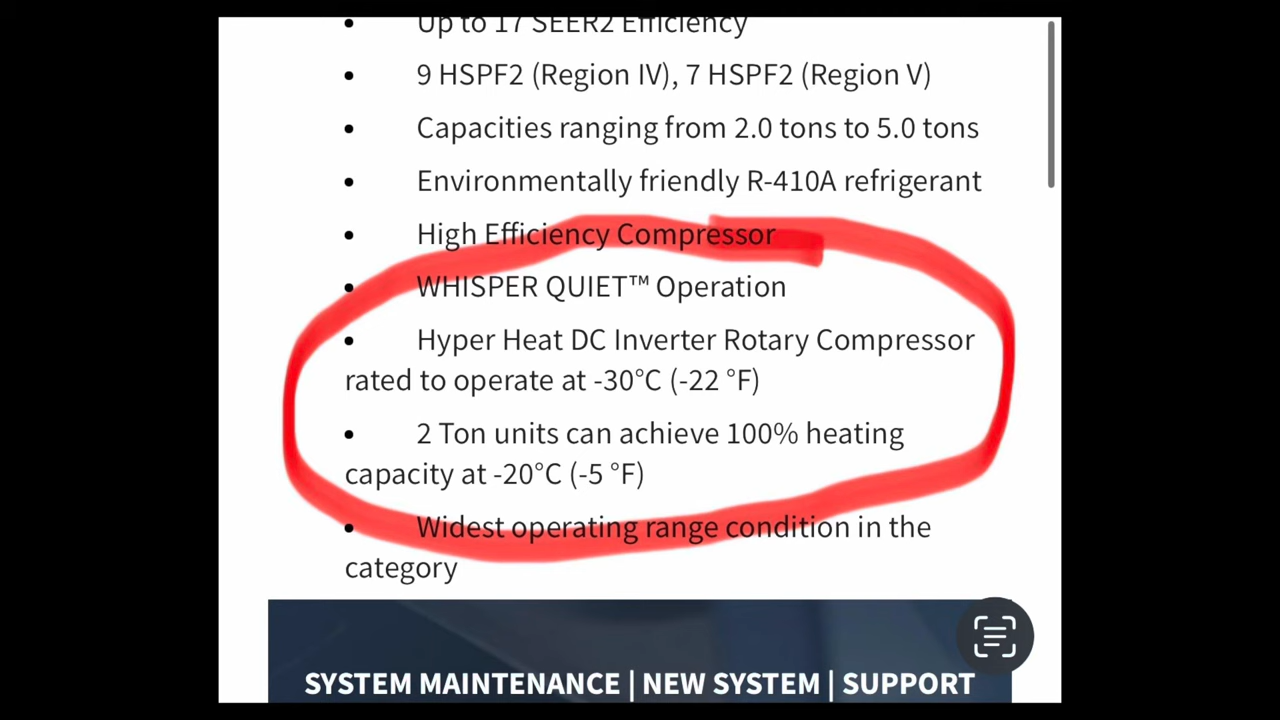 Up to 17 SEER2 Efficiency
9 HSPF2 (Region IV), 7 HSPF2 (Region V)
Capacities ranging from 2.0 tons to 5.0 tons
Environmentally friendly R-410A refrigerant
High Efficiency Compressor
WHISPER QUIET™ Operation
Hyper Heat DC Inverter Rotary Compressor
rated to operate at -30°C (-22 °F)
2 Ton units can achieve 100% heating
capacity at -20°C (-5 °F)
Widest operating range condition in the
category
SYSTEM MAINTENANCE | NEW SYSTEM | SUPPORT